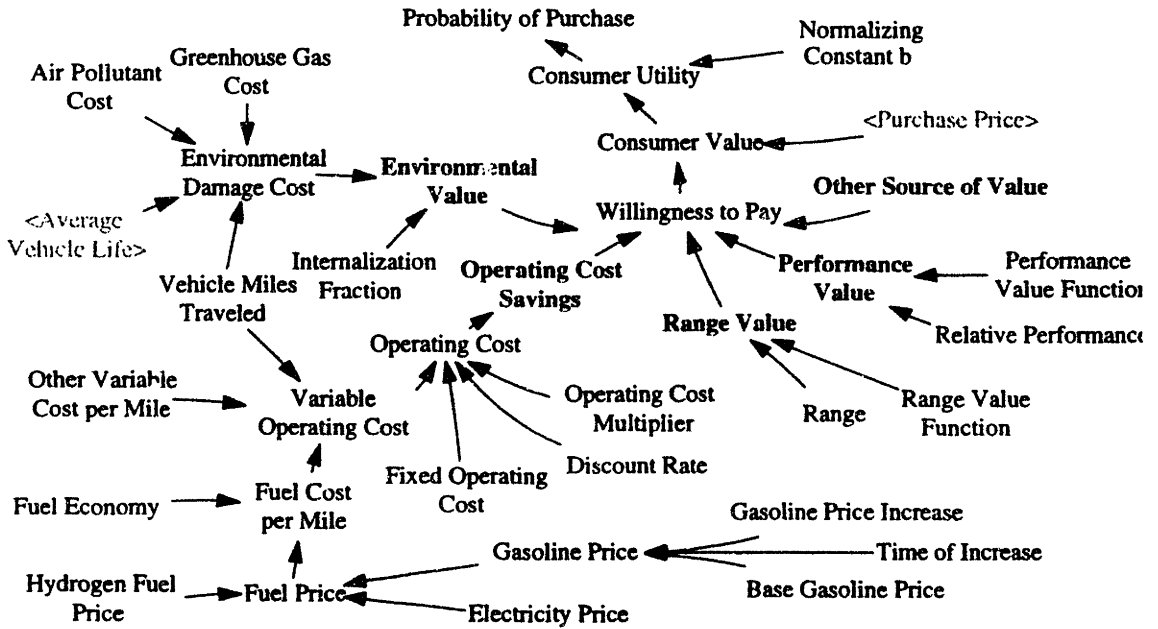 Probability of Purchase
Normalizing
Constant b
Greenhouse Gas
Cost
Air Pollutant
Cost
Consumer Utility
<Purchase Price>
Consumer Value
Environmental
Damage Cost
Environmental
Value
Other Source of Value
<Average
Vehicle Life>
Willingness to Pay
Internalization
Fraction
Operating Cost
Savings
Performance
Value
Performance
Value Function
Vehicle Miles
Traveled
Range Value
Relative Performance
Operating Cost
Other Variable
Cost per Mile
Variable
Operating Cost
Operating Cost
Multiplier
Range
Range Value
Function
Discount Rate
Fixed Operating
Cost
Fuel Economy
Fuel Cost
per Mile
Gasoline Price Increase
Gasoline Price
Time of Increase
Hydrogen Fuel
Price
Fuel Price
Base Gasoline Price
Electricity Price